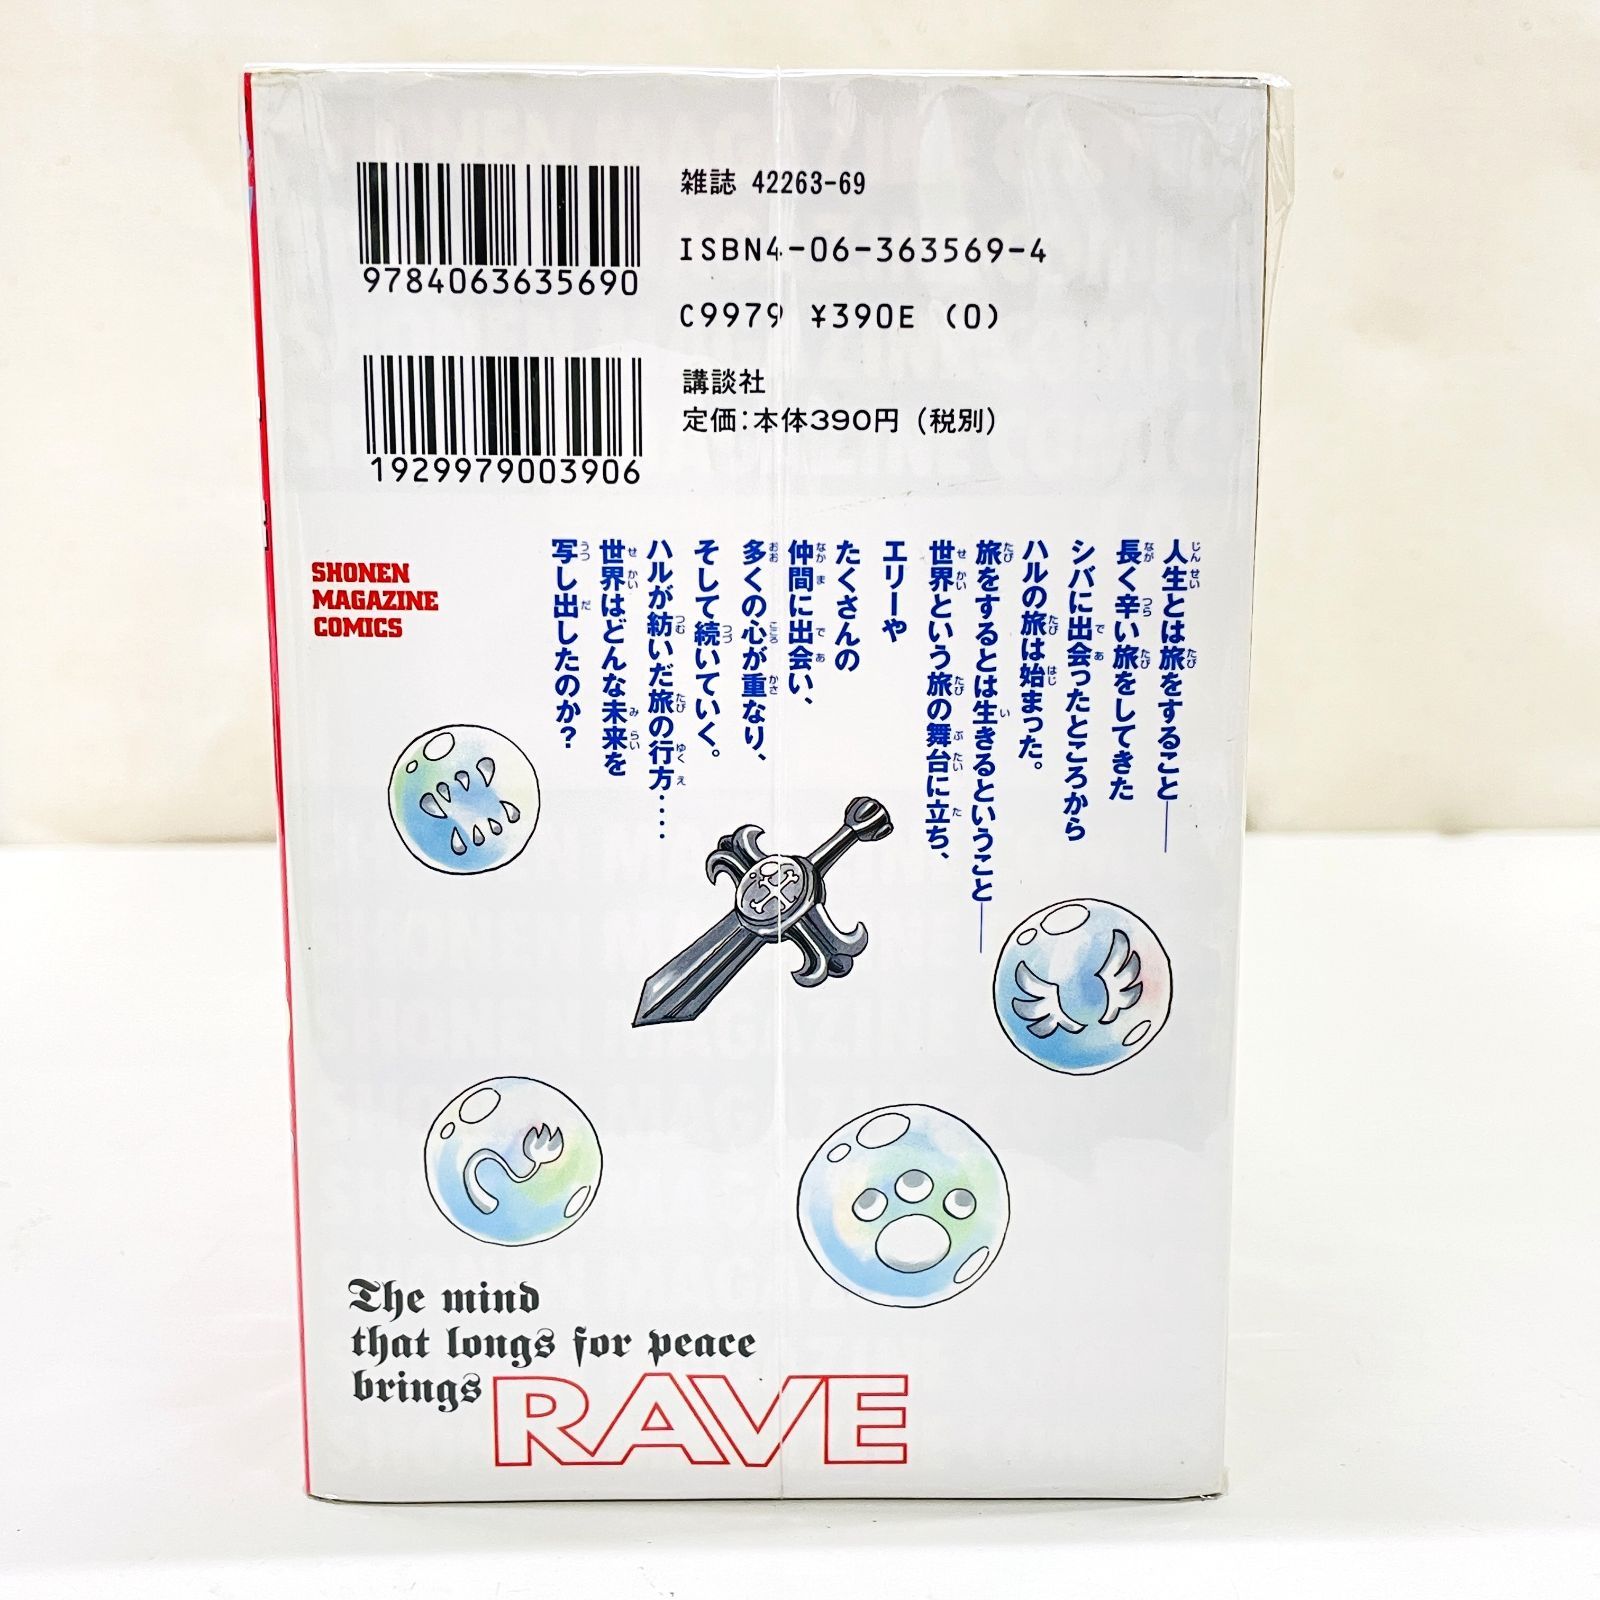 雑誌 42263-69
ISBN4-06-363569-4
C9979 ¥390E (0)
9784063635690
講談社
定価:本体390円(税別)
1929979003906
SHONEN
MAGAZINE
COMICS
人生とは旅をすること――
長く辛い旅をしてきた
シバに出会ったところから
ハルの旅は始まった。
旅をするとは生きるということ――
世界という旅の舞台に立ち、
エリーや
たくさんの
仲間に出会い、
多くの心が重なり、
そして続いていく。
ハルが紡いだ旅の行方‥‥
世界はどんな未来を
写し出したのか?
The mind
that longs for peace
brings RAVE